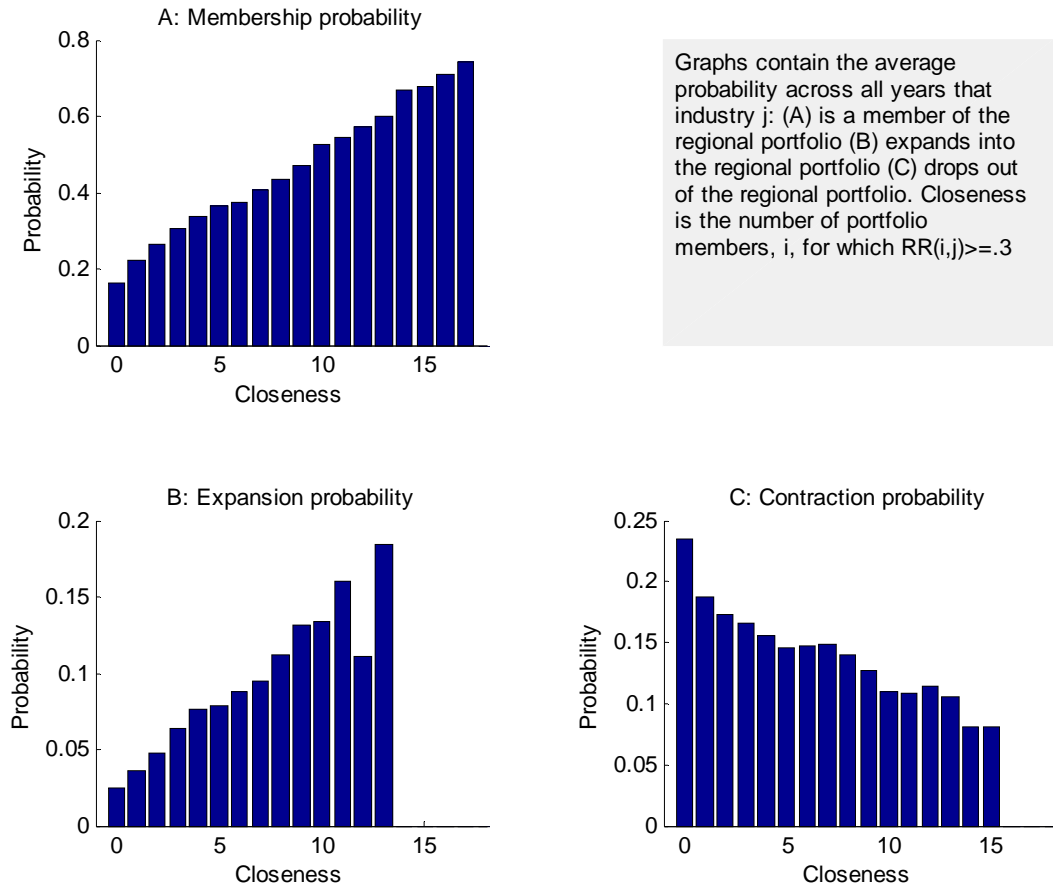 A: Membership probability
0.8
0.6
0.4
0.2
0
Probability
0 5 10 15
Closeness
Graphs contain the average
probability across all years that
industry j: (A) is a member of the
regional portfolio (B) expands into
the regional portfolio (C) drops out
of the regional portfolio. Closeness
is the number of portfolio
members, i, for which RR(i,j)>=.3
B: Expansion probability
0.2
0.15
0.1
0.05
0
Probability
0 5 10 15
Closeness
C: Contraction probability
0.25
0.2
0.15
0.1
0.05
0
Probability
0 5 10 15
Closeness